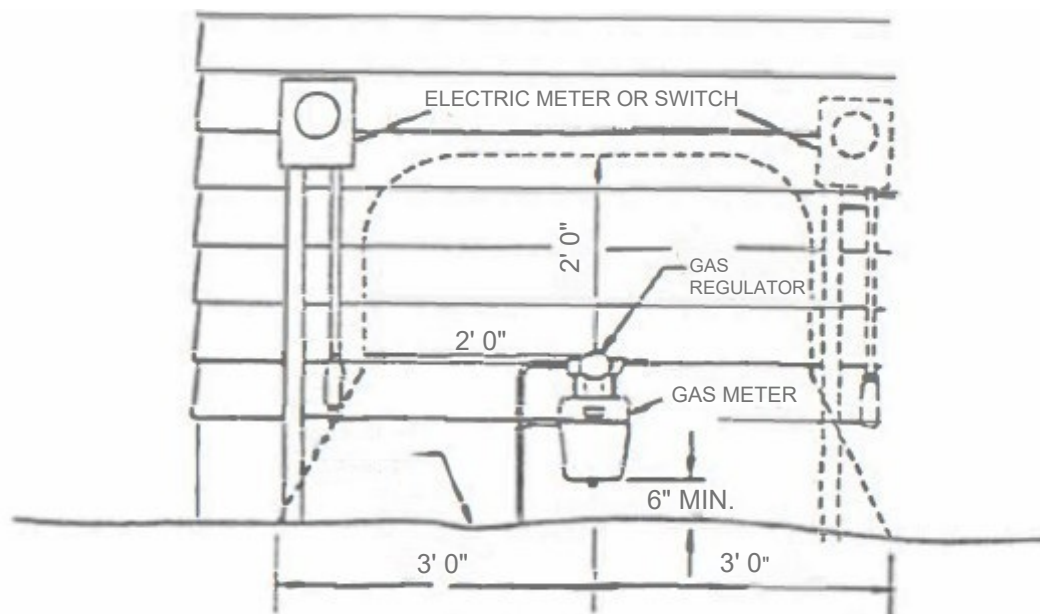 ELECTRIC METER OR SWITCH
2' 0"
GAS
REGULATOR
2' 0"
GAS METER
6" MIN.
3' 0"
3' 0"